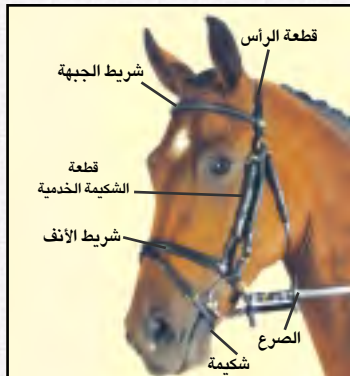 قطعة الرأس
شريط الجبهة
قطعة
الشكيمة الخدمية
شريط الأنف
الصرع
شكيمة